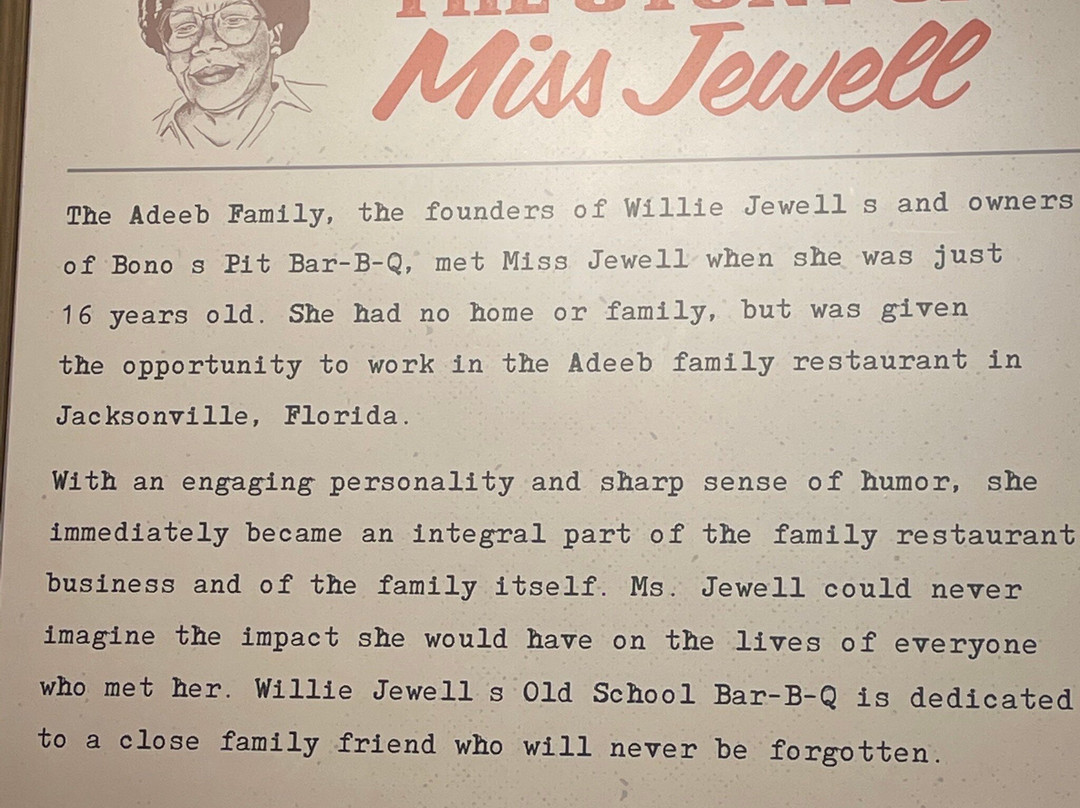 THE STORY OF
Miss Jewell
The Adeeb Family, the founders of Willie Jewell s and owners
of Bono s Pit Bar-B-Q, met Miss Jewell when she was just
16 years old. She had no home or family, but was given
the opportunity to work in the Adeeb family restaurant in
Jacksonville, Florida.
With an engaging personality and sharp sense of humor, she
immediately became an integral part of the family restaurant
business and of the family itself. Ms. Jewell could never
imagine the impact she would have on the lives of everyone
who met her. Willie Jewell s Old School Bar-B-Q is dedicated
to a close family friend who will never be forgotten.